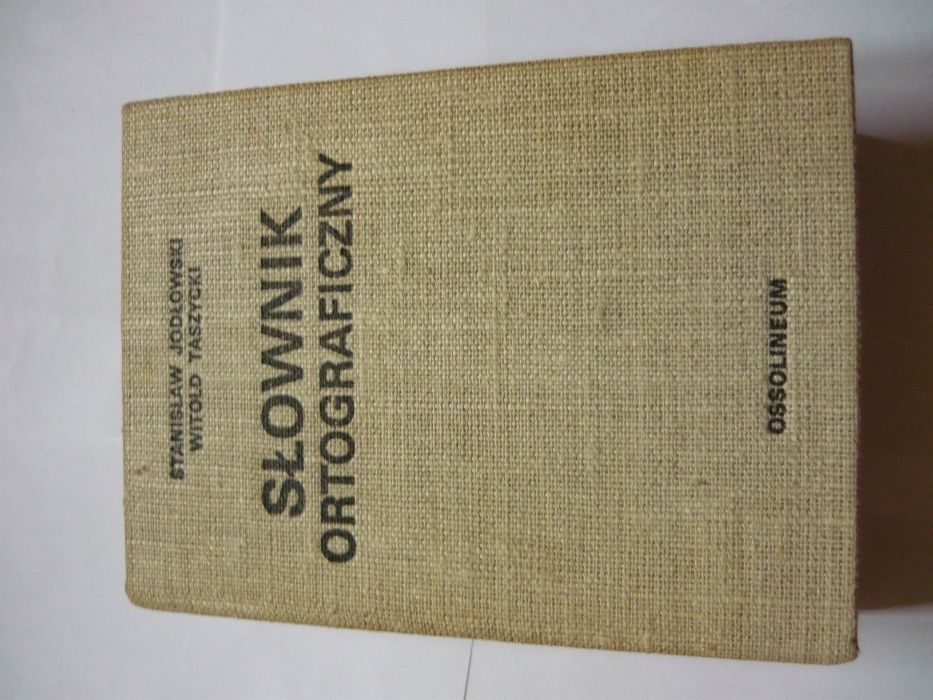 STANISŁAW JODŁOWSKI
WITOLD TASZYCKI
SŁOWNIK
ORTOGRAFICZNY
OSSOLINEUM